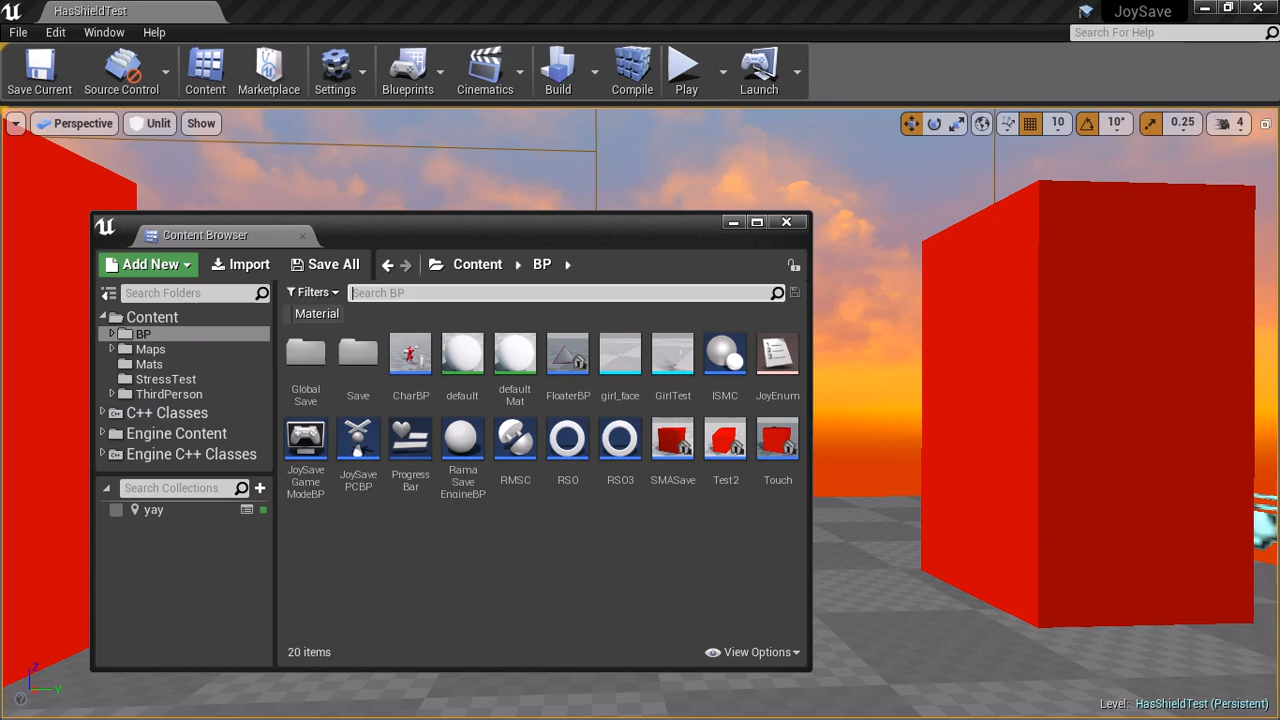 HasShieldTest
JoySave
File Edit Window Help
Search For Help
Save Current Source Control Content Marketplace Settings Blueprints Cinematics Build Compile Play Launch
Perspective Unlit Show
10 10° 0.25 4
Content Browser
Add New Import Save All Content BP
Search Folders
Filters Search BP
Material
Content
BP
Maps
Mats
StressTest
ThirdPerson
C++ Classes
Engine Content
Engine C++ Classes
Search Collections
yay
Global Save
Save
CharBP
default
default Mat
FloaterBP
girl_face
GirlTest
ISMC
JoyEnum
JoySave Game ModeBP
JoySave PCBP
Progress Bar
Rama Save EngineBP
RMSC
RSO
RSO3
SMASave
Test2
Touch
20 items
View Options
Z
Y
Level: HasShieldTest (Persistent)